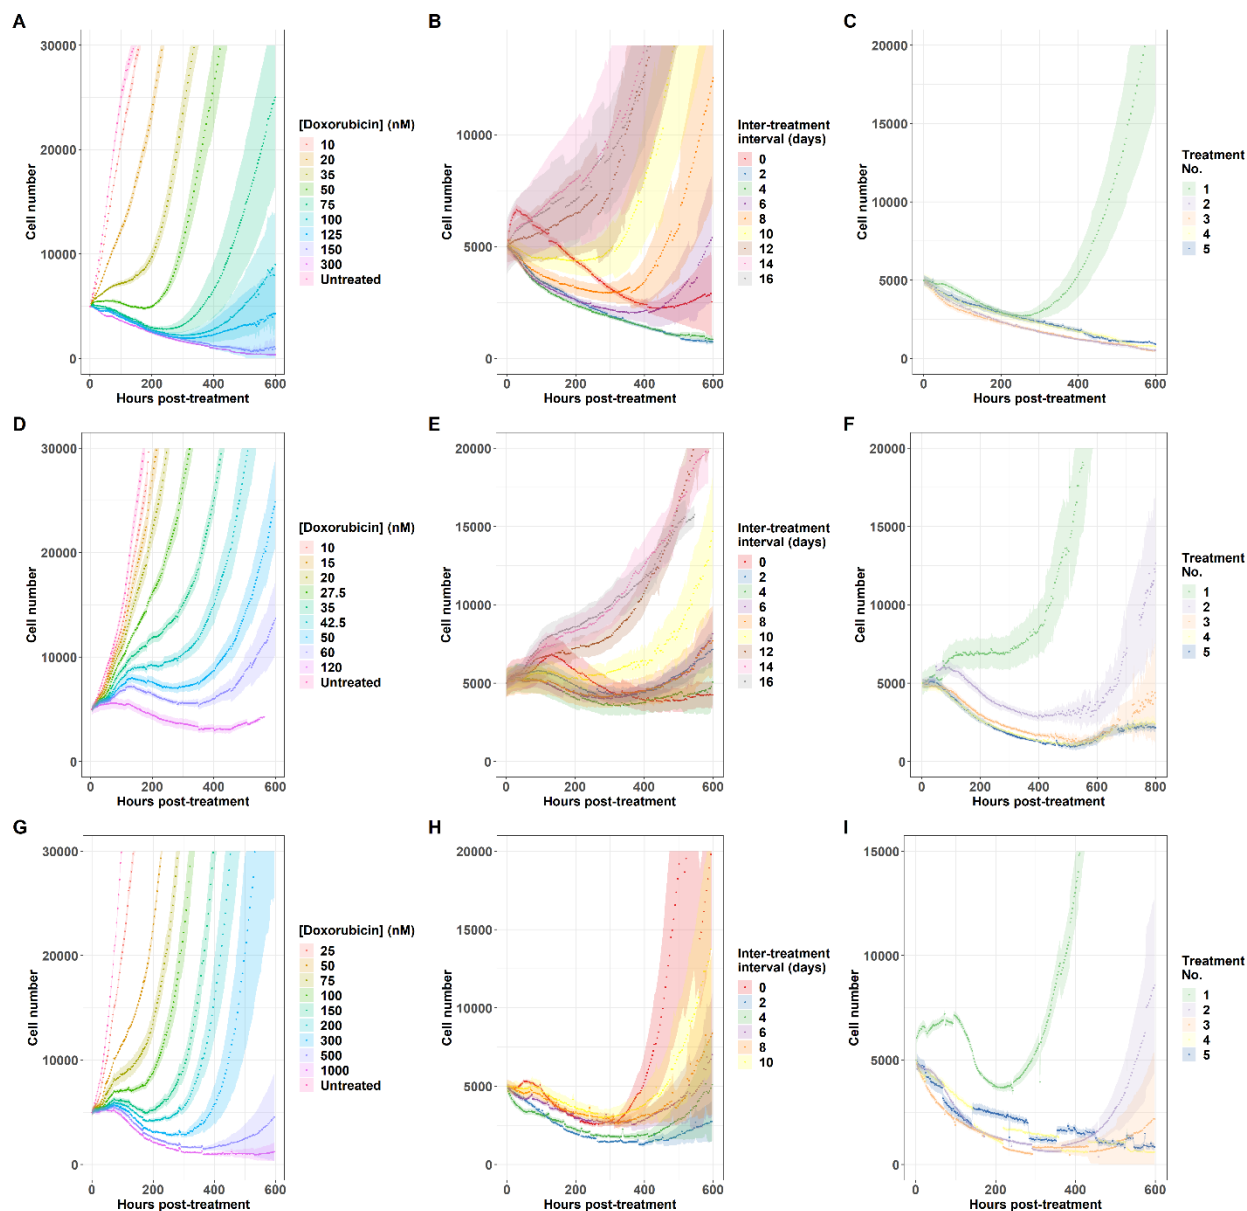 A
30000
20000
10000
0
Cell number
0 200 400 600
Hours post-treatment
[Doxorubicin] (nM)
10
20
35
50
75
100
125
150
300
Untreated
B
10000
5000
0
Cell number
0 200 400 600
Hours post-treatment
Inter-treatment
interval (days)
0
2
4
6
8
10
12
14
16
C
20000
15000
10000
5000
0
Cell number
0 200 400 600
Hours post-treatment
Treatment
No.
1
2
3
4
5
D
30000
20000
10000
0
Cell number
0 200 400 600
Hours post-treatment
[Doxorubicin] (nM)
10
15
20
27.5
35
42.5
50
60
120
Untreated
E
20000
15000
10000
5000
0
Cell number
0 200 400 600
Hours post-treatment
Inter-treatment
interval (days)
0
2
4
6
8
10
12
14
16
F
20000
15000
10000
5000
0
Cell number
0 200 400 600 800
Hours post-treatment
Treatment
No.
1
2
3
4
5
G
30000
20000
10000
0
Cell number
0 200 400 600
Hours post-treatment
[Doxorubicin] (nM)
25
50
75
100
150
200
300
500
1000
Untreated
H
20000
15000
10000
5000
0
Cell number
0 200 400 600
Hours post-treatment
Inter-treatment
interval (days)
0
2
4
6
8
10
I
15000
10000
5000
0
Cell number
0 200 400 600
Hours post-treatment
Treatment
No.
1
2
3
4
5